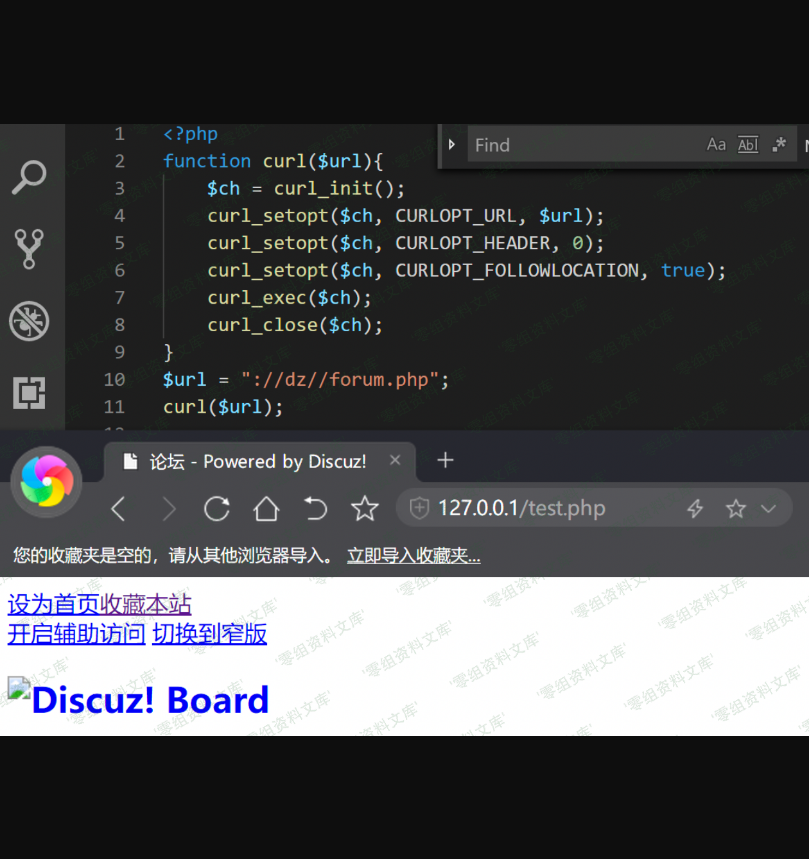 1 <?php
Find Aa Abl .*
2 function curl($url){
3 $ch = curl_init();
4 curl_setopt($ch, CURLOPT_URL, $url);
5 curl_setopt($ch, CURLOPT_HEADER, 0);
6 curl_setopt($ch, CURLOPT_FOLLOWLOCATION, true);
7 curl_exec($ch);
8 curl_close($ch);
9 }
10 $url = "://dz//forum.php";
11 curl($url);
论坛 - Powered by Discuz!
127.0.0.1/test.php
您的收藏夹是空的，请从其他浏览器导入。 立即导入收藏夹...
设为首页收藏本站
开启辅助访问 切换到窄版
Discuz! Board
'零组资料文库'